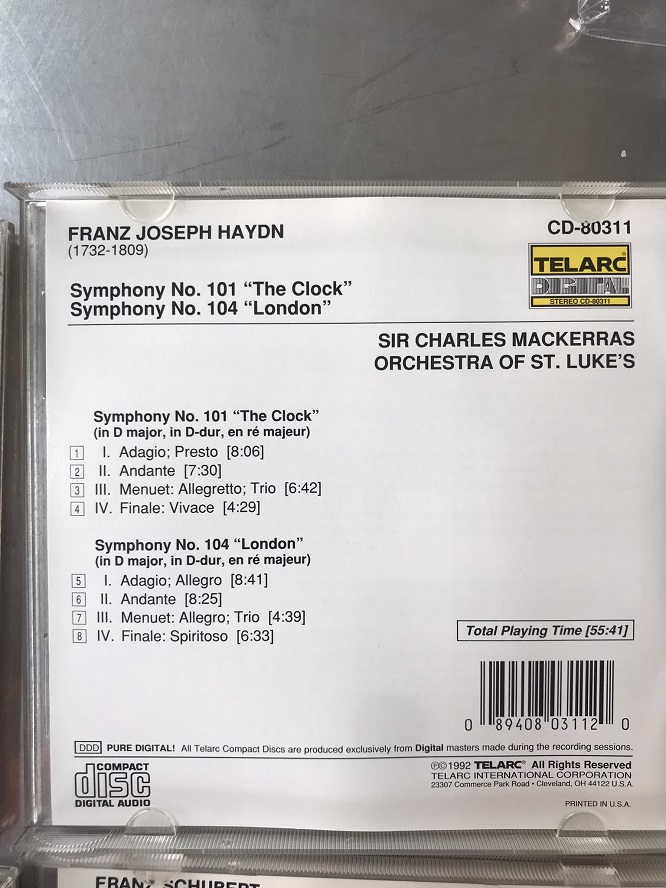 FRANZ JOSEPH HAYDN
(1732-1809)
CD-80311
TELARC®
DIGITAL
STEREO CD-80311
Symphony No. 101 “The Clock”
Symphony No. 104 “London”
SIR CHARLES MACKERRAS
ORCHESTRA OF ST. LUKE’S
Symphony No. 101 “The Clock”
(in D major, in D-dur, en ré majeur)
1 I. Adagio; Presto [8:06]
2 II. Andante [7:30]
3 III. Menuet: Allegretto; Trio [6:42]
4 IV. Finale: Vivace [4:29]
Symphony No. 104 “London”
(in D major, in D-dur, en ré majeur)
5 I. Adagio; Allegro [8:41]
6 II. Andante [8:25]
7 III. Menuet: Allegro; Trio [4:39]
8 IV. Finale: Spiritoso [6:33]
Total Playing Time [55:41]
0 89408 03112 0
DDD PURE DIGITAL! All Telarc Compact Discs are produced exclusively from Digital masters made during the recording sessions.
COMPACT
disc
DIGITAL AUDIO
℗©1992 TELARC® All Rights Reserved
TELARC INTERNATIONAL CORPORATION
23307 Commerce Park Road • Cleveland, OH 44122 U.S.A.
PRINTED IN U.S.A.
FRANZ SCHUBERT